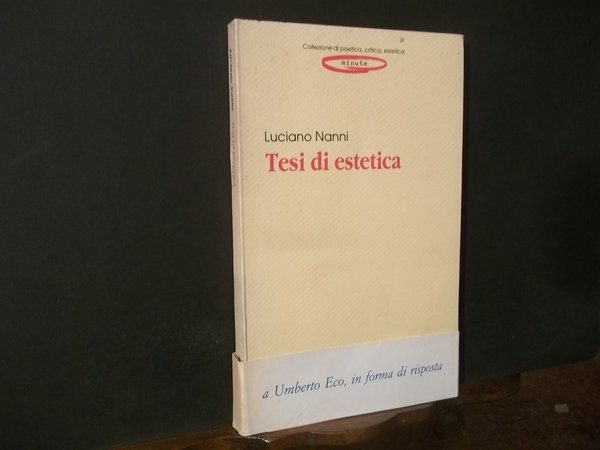 Collezione di poetica, critica, estetica
minute
Luciano Nanni
Tesi di estetica
a Umberto Eco, in forma di risposta